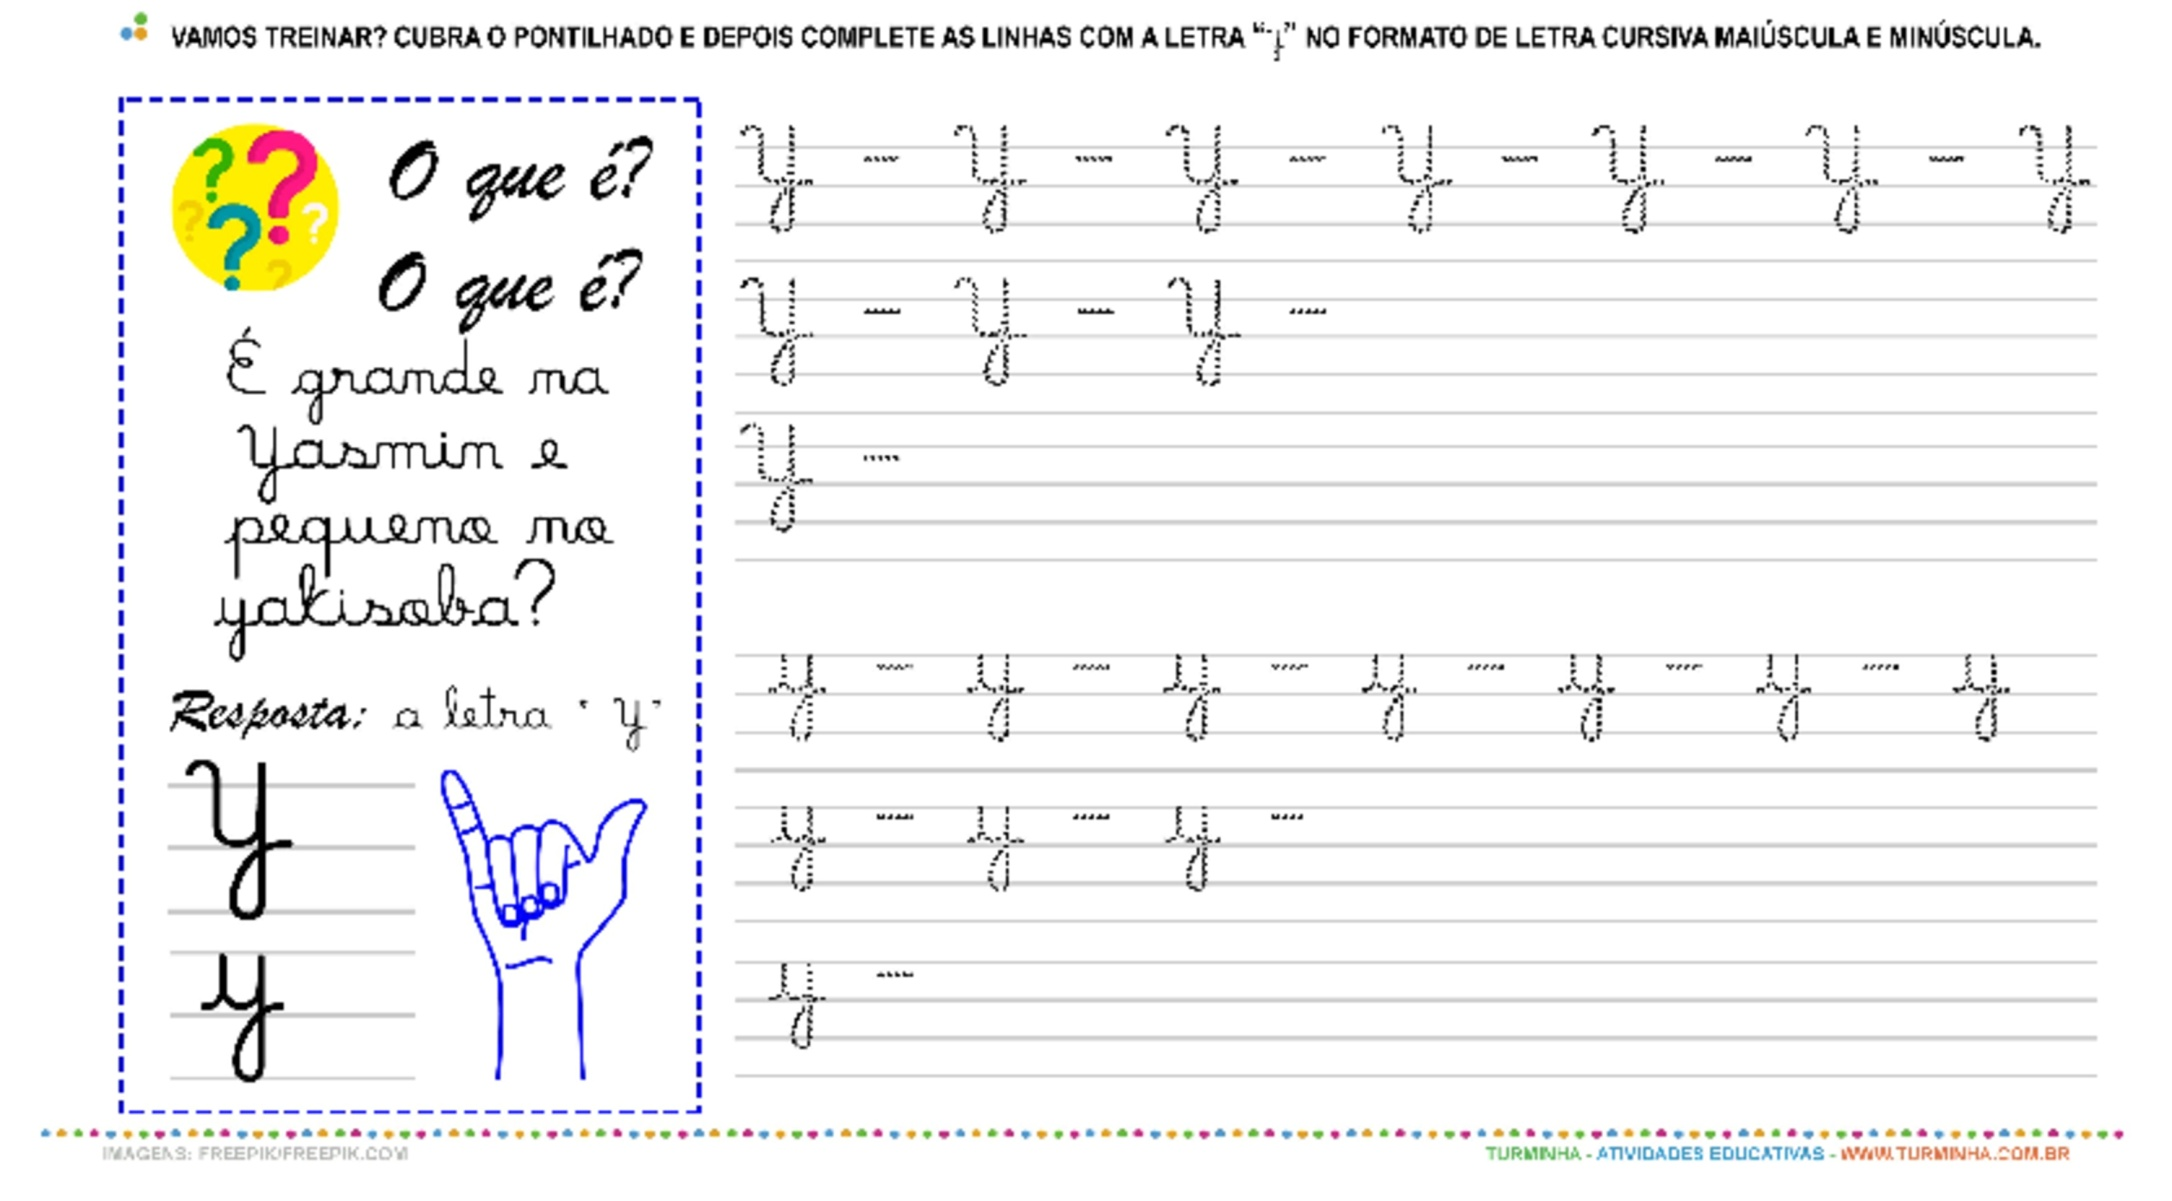 VAMOS TREINAR? CUBRA O PONTILHADO E DEPOIS COMPLETE AS LINHAS COM A LETRA “y” NO FORMATO DE LETRA CURSIVA MAIÚSCULA E MINÚSCULA.
O que é?
O que é?
É grande na
Yasmin e
pequeno no
yakisoba?
Resposta: a letra "y"
Y
y
Y - Y - Y - Y - Y - Y - Y
Y - Y - Y -
Y -
y - y - y - y - y - y - y
y - y - y -
y -
IMAGENS: FREEPIK/FREEPIK.COM
TURMINHA - ATIVIDADES EDUCATIVAS - WWW.TURMINHA.COM.BR